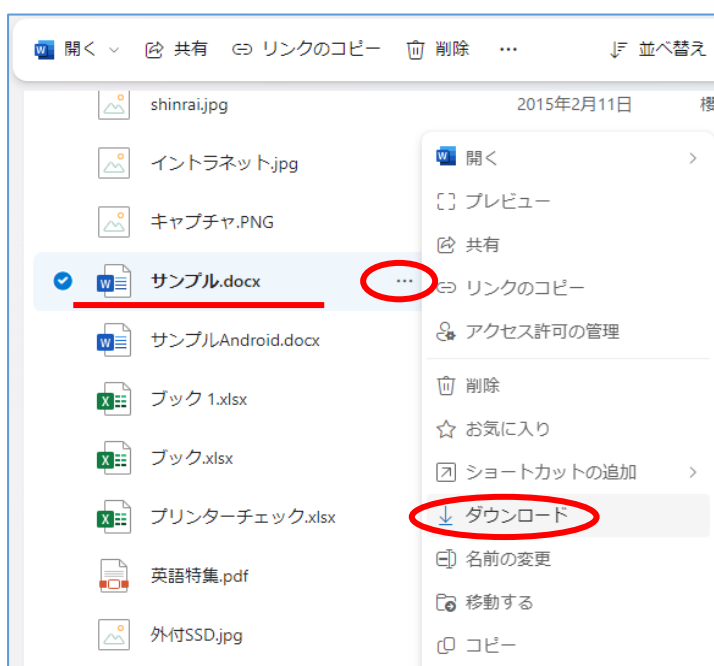 開く 共有 リンクのコピー 削除 ... 並べ替え
shinrai.jpg 2015年2月11日
イントラネット.jpg
キャプチャ.PNG
サンプル.docx ...
サンプルAndroid.docx
ブック 1.xlsx
ブック.xlsx
プリンターチェック.xlsx
英語特集.pdf
外付SSD.jpg
開く
プレビュー
共有
リンクのコピー
アクセス許可の管理
削除
お気に入り
ショートカットの追加
ダウンロード
名前の変更
移動する
コピー